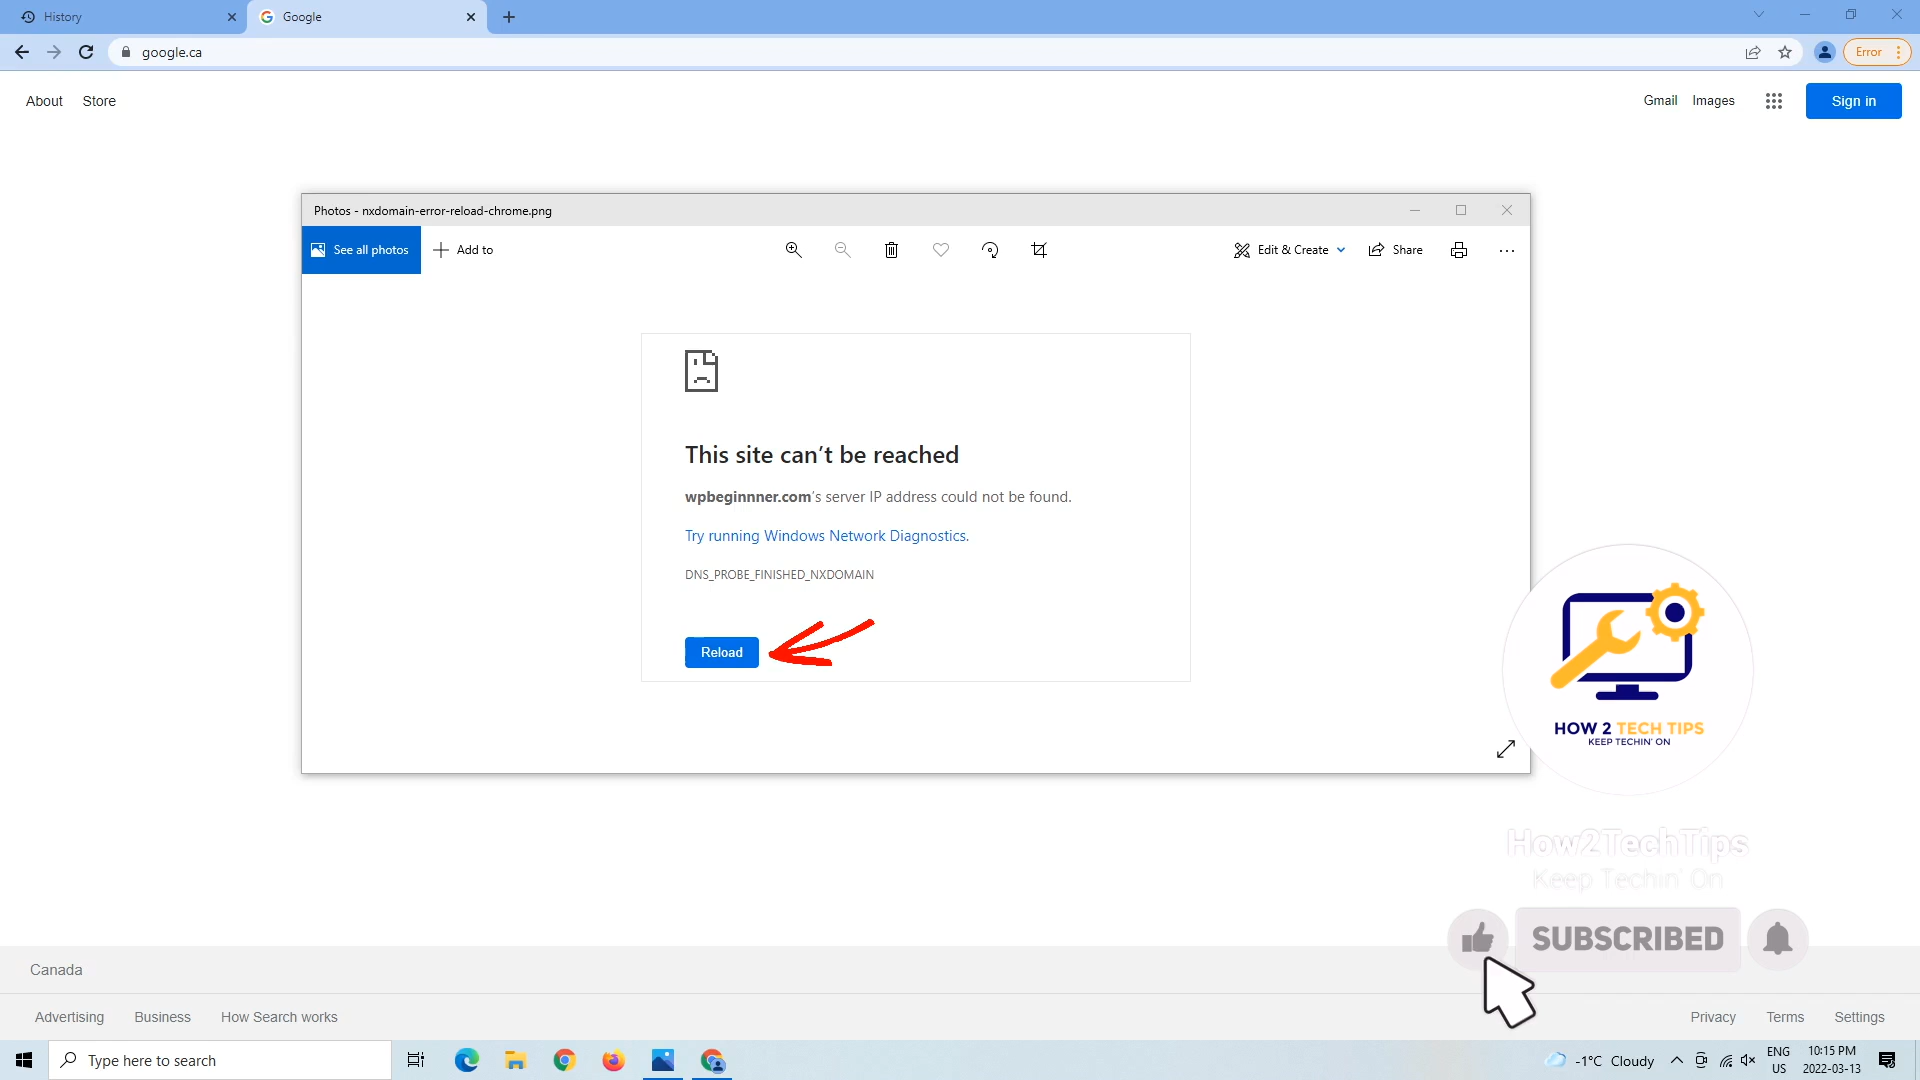 History
Google
google.ca
Error
About Store
Gmail Images Sign in
Photos - nxdomain-error-reload-chrome.png
See all photos Add to Edit & Create Share
This site can’t be reached
wpbeginnner.com's server IP address could not be found.
Try running Windows Network Diagnostics.
DNS_PROBE_FINISHED_NXDOMAIN
Reload
HOW 2 TECH TIPS
KEEP TECHIN' ON
How2TechTips
Keep Techin' On
SUBSCRIBED
Canada
Advertising Business How Search works
Privacy Terms Settings
Type here to search
-1°C Cloudy
ENG
US
10:15 PM
2022-03-13